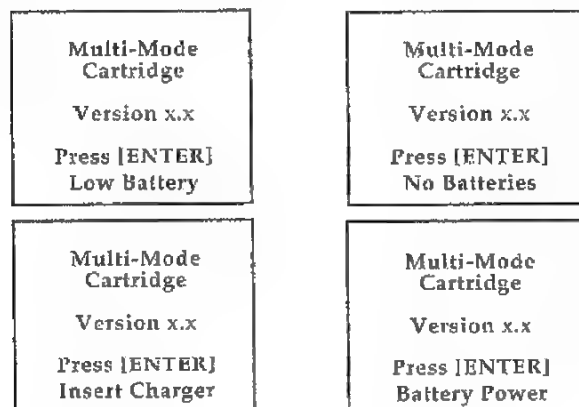 Multi-Mode
Cartridge
Version x.x
Press [ENTER]
Low Battery
Multi-Mode
Cartridge
Version x.x
Press [ENTER]
No Batteries
Multi-Mode
Cartridge
Version x.x
Press [ENTER]
Insert Charger
Multi-Mode
Cartridge
Version x.x
Press [ENTER]
Battery Power